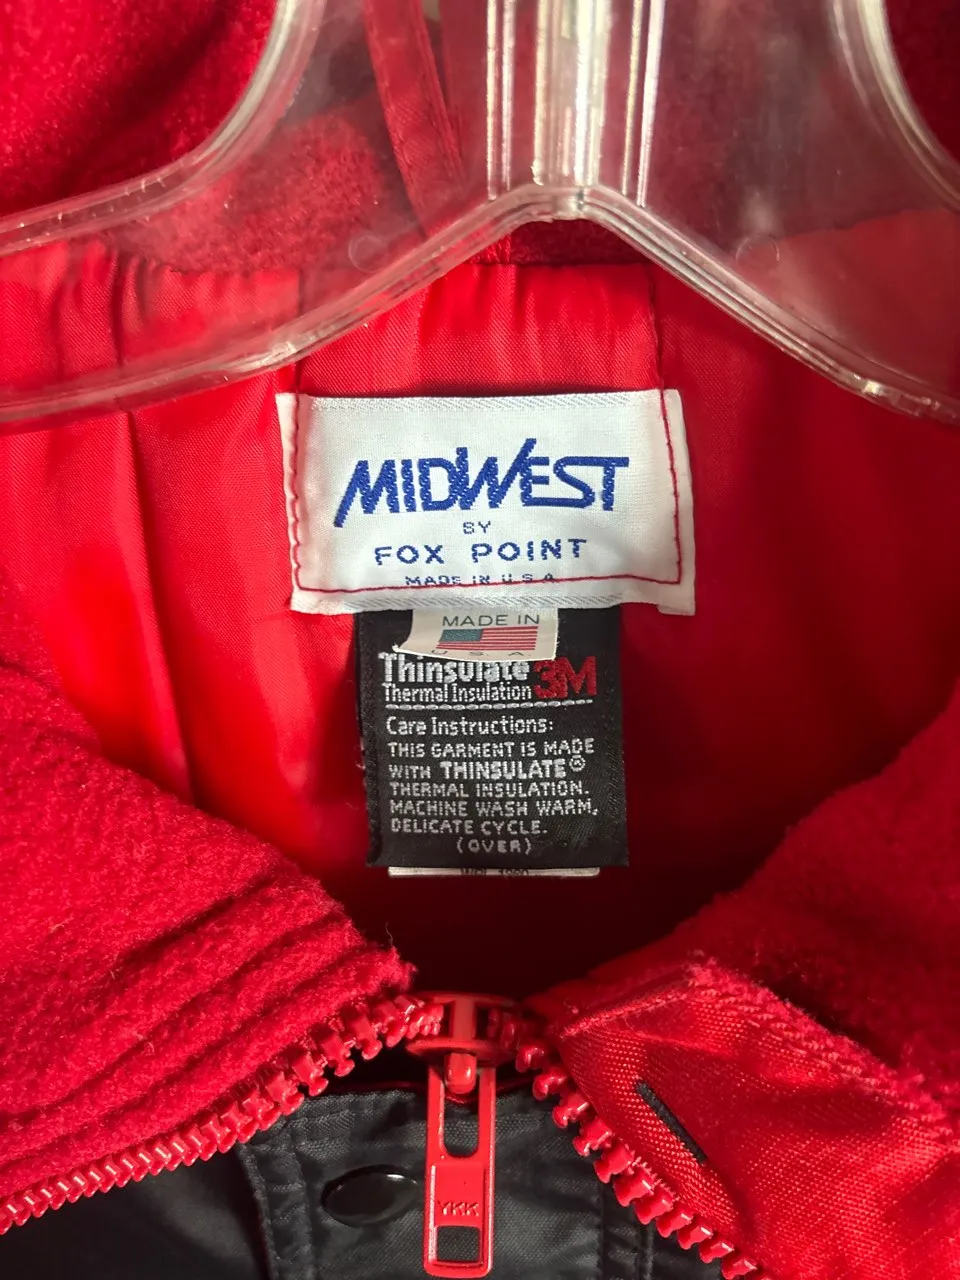 MIDWEST
BY
FOX POINT
MADE IN U S A
MADE IN
U. S. A.
Thinsulate 3M
Thermal Insulation
Care Instructions:
THIS GARMENT IS MADE
WITH THINSULATE®
THERMAL INSULATION.
MACHINE WASH WARM,
DELICATE CYCLE.
(OVER)
YKK